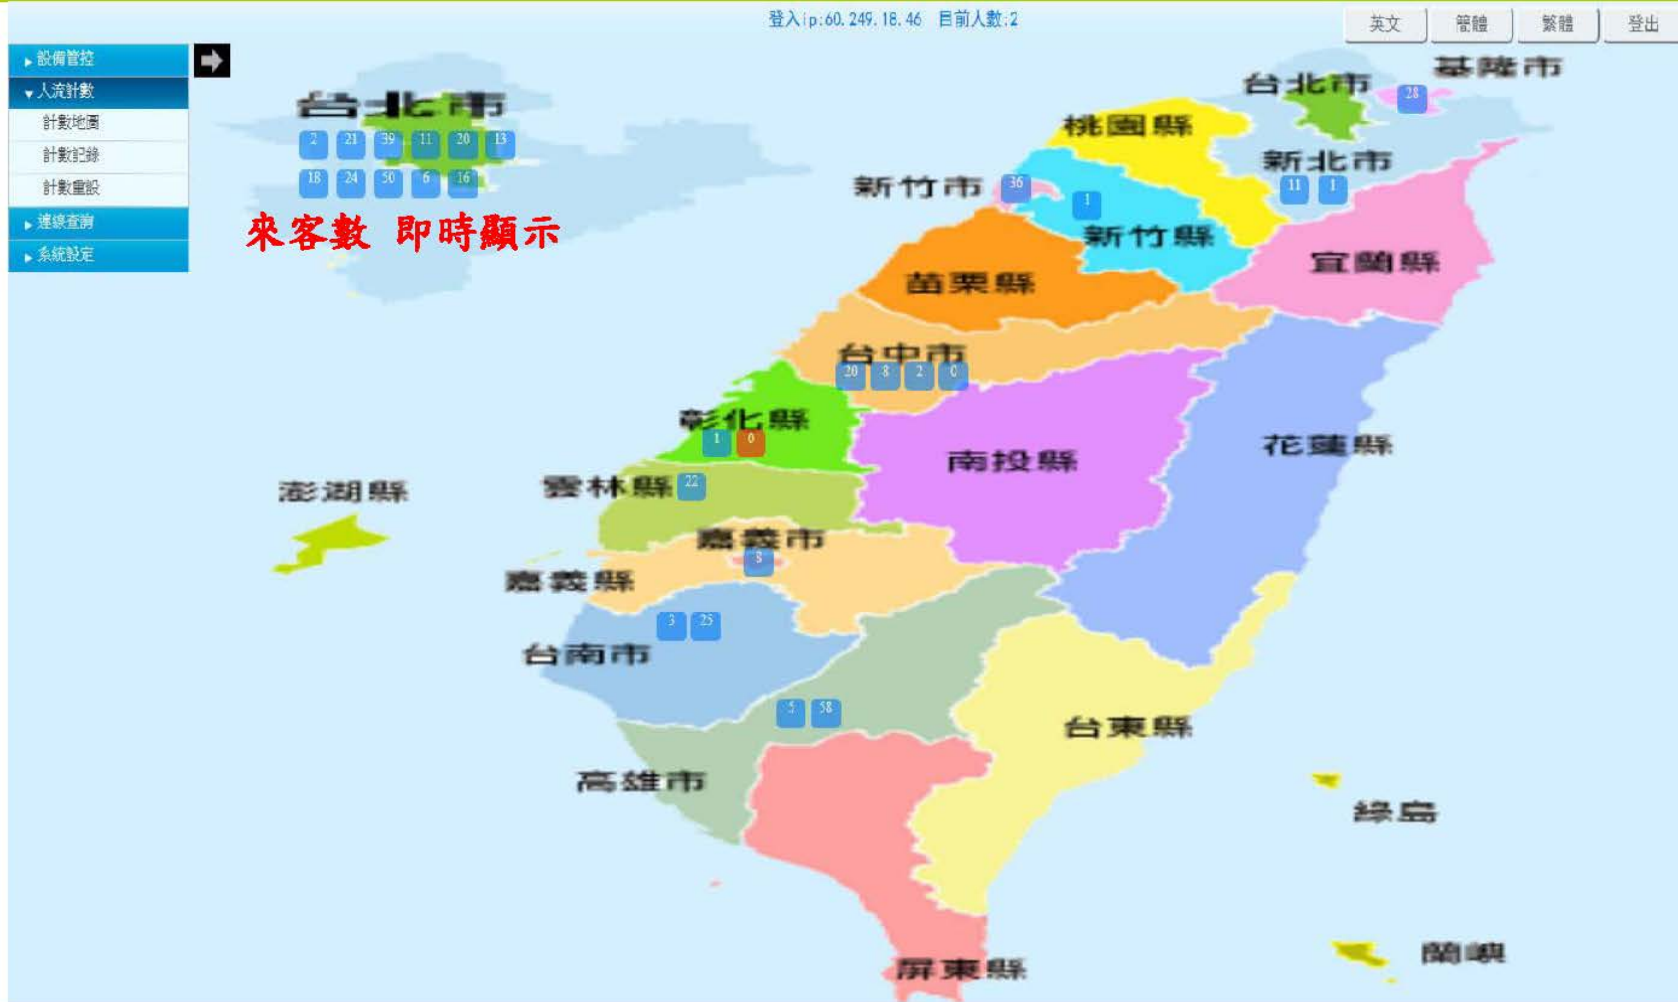 登入ip:60.249.18.46 目前人數:2
英文 簡體 繁體 登出
設備管控
人流計數
計數地圖
計數記錄
計數重設
連線查詢
系統設定
台北市
2 21 39 11 20 13
18 24 50 6 16
來客數 即時顯示
台北市
基隆市
28
桃園縣
新北市
11 1
新竹市
36
1
新竹縣
宜蘭縣
苗栗縣
台中市
20 8 2 0
彰化縣
1 0
南投縣
花蓮縣
澎湖縣
雲林縣
22
嘉義市
8
嘉義縣
3 25
台南市
5 58
台東縣
高雄市
綠島
蘭嶼
屏東縣